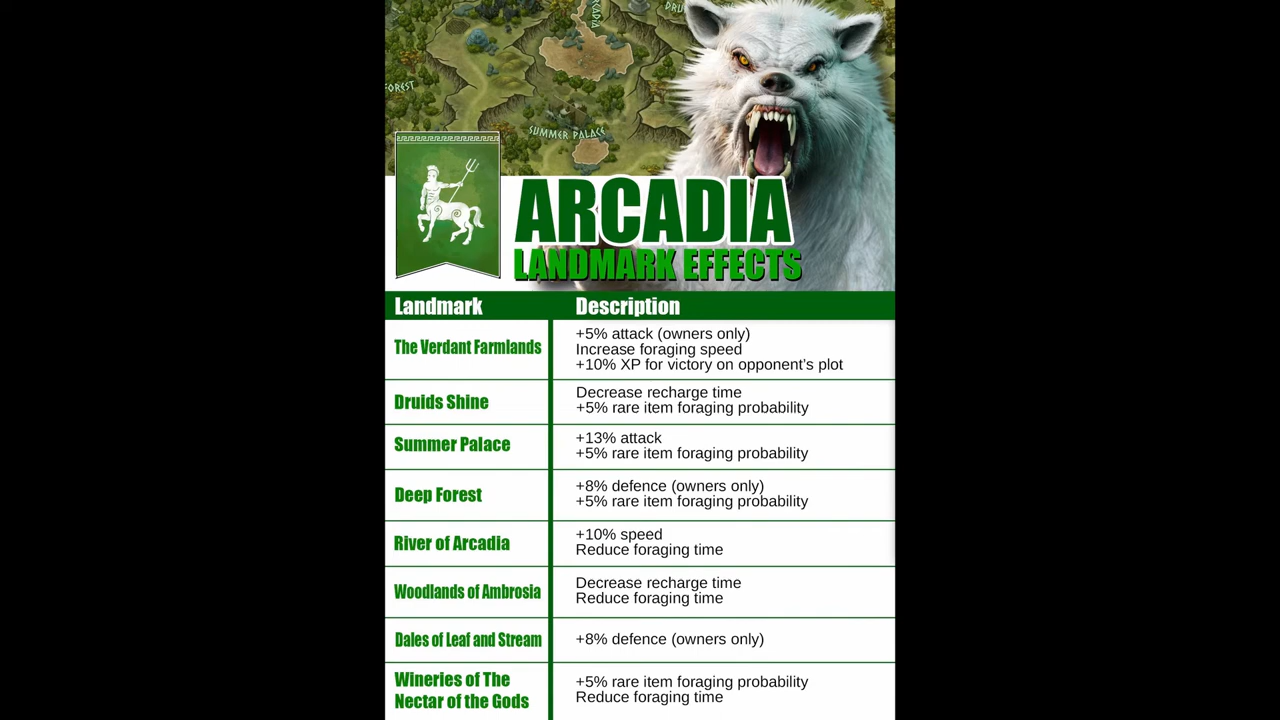 ARCADIA
DRU
FOREST
SUMMER PALACE
ARCADIA
LANDMARK EFFECTS
Landmark Description
The Verdant Farmlands
+5% attack (owners only)
Increase foraging speed
+10% XP for victory on opponent's plot
Druids Shine
Decrease recharge time
+5% rare item foraging probability
Summer Palace
+13% attack
+5% rare item foraging probability
Deep Forest
+8% defence (owners only)
+5% rare item foraging probability
River of Arcadia
+10% speed
Reduce foraging time
Woodlands of Ambrosia
Decrease recharge time
Reduce foraging time
Dales of Leaf and Stream
+8% defence (owners only)
Wineries of The
Nectar of the Gods
+5% rare item foraging probability
Reduce foraging time